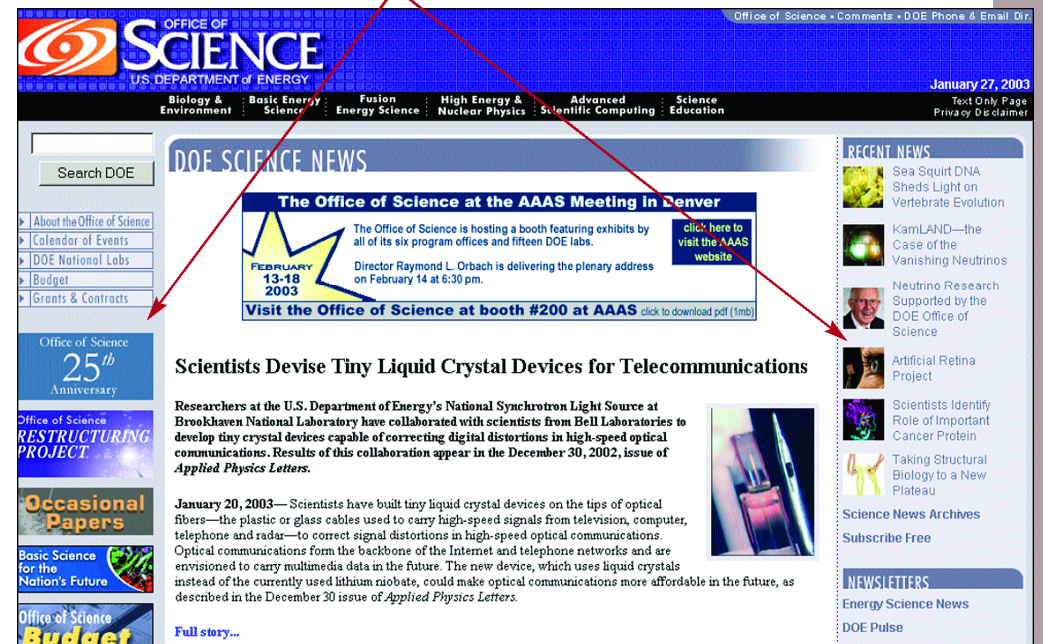 Office of Science • Comments • DOE Phone & Email Dir.
OFFICE OF
SCIENCE
U.S. DEPARTMENT of ENERGY
January 27, 2003
Biology & Environment
Basic Energy Sciences
Fusion Energy Science
High Energy & Nuclear Physics
Advanced Scientific Computing
Science Education
Text Only Page
Privacy Disclaimer
Search DOE
About the Office of Science
Calendar of Events
DOE National Labs
Budget
Grants & Contracts
Office of Science
25th
Anniversary
Office of Science
RESTRUCTURING
PROJECT
Occasional
Papers
Basic Science
for the
Nation's Future
Office of Science
Budget
DOE SCIENCE NEWS
The Office of Science at the AAAS Meeting in Denver
FEBRUARY
13-18
2003
The Office of Science is hosting a booth featuring exhibits by
all of its six program offices and fifteen DOE labs.
Director Raymond L. Orbach is delivering the plenary address
on February 14 at 6:30 pm.
click here to
visit the AAAS
website
Visit the Office of Science at booth #200 at AAAS click to download pdf (1mb)
Scientists Devise Tiny Liquid Crystal Devices for Telecommunications
Researchers at the U.S. Department of Energy's National Synchrotron Light Source at
Brookhaven National Laboratory have collaborated with scientists from Bell Laboratories to
develop tiny crystal devices capable of correcting digital distortions in high-speed optical
communications. Results of this collaboration appear in the December 30, 2002, issue of
Applied Physics Letters.
January 20, 2003— Scientists have built tiny liquid crystal devices on the tips of optical
fibers—the plastic or glass cables used to carry high-speed signals from television, computer,
telephone and radar—to correct signal distortions in high-speed optical communications.
Optical communications form the backbone of the Internet and telephone networks and are
envisioned to carry multimedia data in the future. The new device, which uses liquid crystals
instead of the currently used lithium niobate, could make optical communications more affordable in the future, as
described in the December 30 issue of Applied Physics Letters.
Full story...
RECENT NEWS
Sea Squirt DNA
Sheds Light on
Vertebrate Evolution
KamLAND—the
Case of the
Vanishing Neutrinos
Neutrino Research
Supported by the
DOE Office of
Science
Artificial Retina
Project
Scientists Identify
Role of Important
Cancer Protein
Taking Structural
Biology to a New
Plateau
Science News Archives
Subscribe Free
NEWSLETTERS
Energy Science News
DOE Pulse